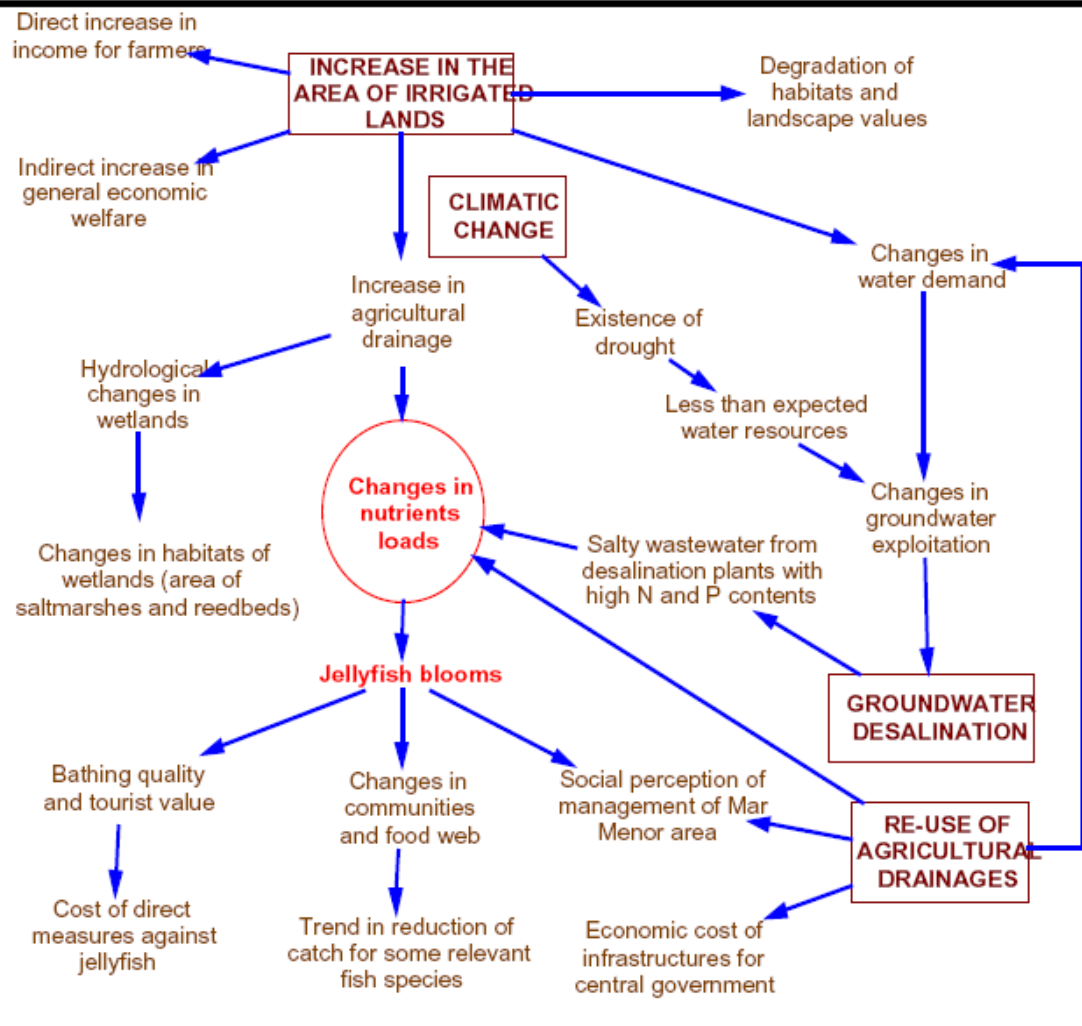 Direct increase in
income for farmers
INCREASE IN THE
AREA OF IRRIGATED
LANDS
Degradation of
habitats and
landscape values
Indirect increase in
general economic
welfare
CLIMATIC
CHANGE
Changes in
water demand
Increase in
agricultural
drainage
Existence of
drought
Hydrological
changes in
wetlands
Less than expected
water resources
Changes in
nutrients
loads
Changes in
groundwater
exploitation
Salty wastewater from
desalination plants with
high N and P contents
Changes in habitats of
wetlands (area of
saltmarshes and reedbeds)
Jellyfish blooms
GROUNDWATER
DESALINATION
Bathing quality
and tourist value
Changes in
communities
and food web
Social perception of
management of Mar
Menor area
RE-USE OF
AGRICULTURAL
DRAINAGES
Cost of direct
measures against
jellyfish
Trend in reduction of
catch for some relevant
fish species
Economic cost of
infrastructures for
central government